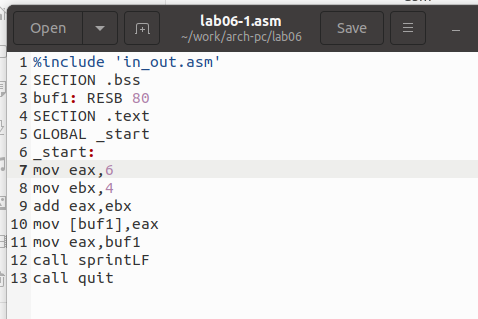 lab06-1.asm
Open
Save
~/work/arch-pc/lab06
1 %include 'in_out.asm'
2 SECTION .bss
3 buf1: RESB 80
4 SECTION .text
5 GLOBAL _start
6 _start:
7 mov eax,6
8 mov ebx,4
9 add eax,ebx
10 mov [buf1],eax
11 mov eax,buf1
12 call sprintLF
13 call quit